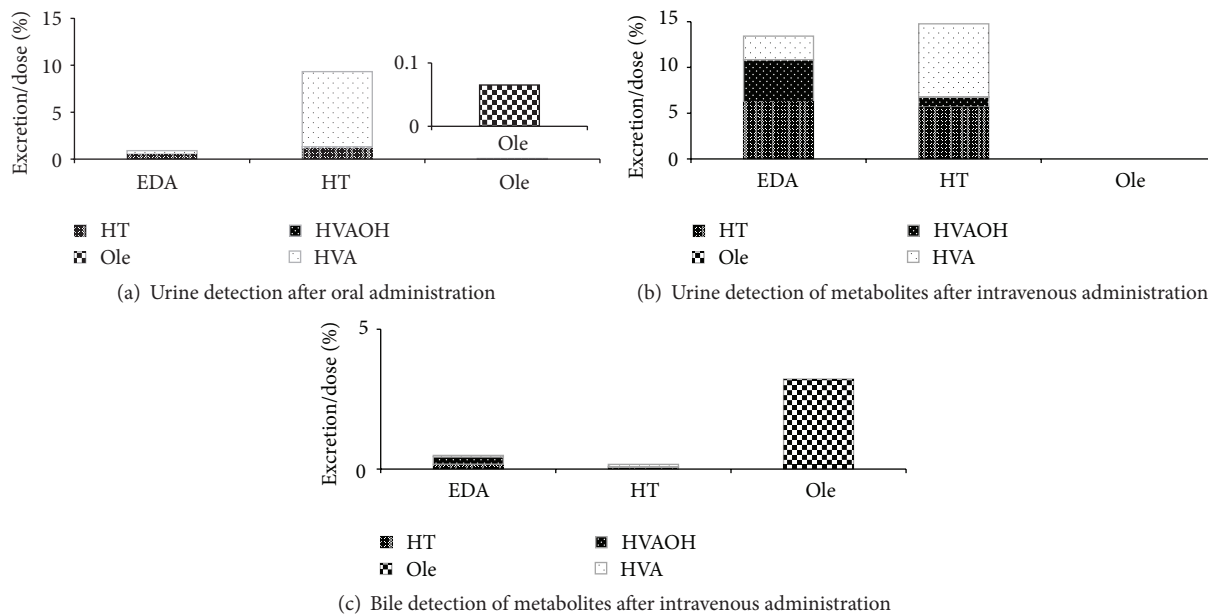 Excretion/dose (%)
15
10
5
0
0.1
0
Ole
EDA
HT
Ole
HT
HVAOH
Ole
HVA
(a) Urine detection after oral administration
Excretion/dose (%)
15
10
5
0
EDA
HT
Ole
HT
HVAOH
Ole
HVA
(b) Urine detection of metabolites after intravenous administration
Excretion/dose (%)
5
0
EDA
HT
Ole
HT
HVAOH
Ole
HVA
(c) Bile detection of metabolites after intravenous administration